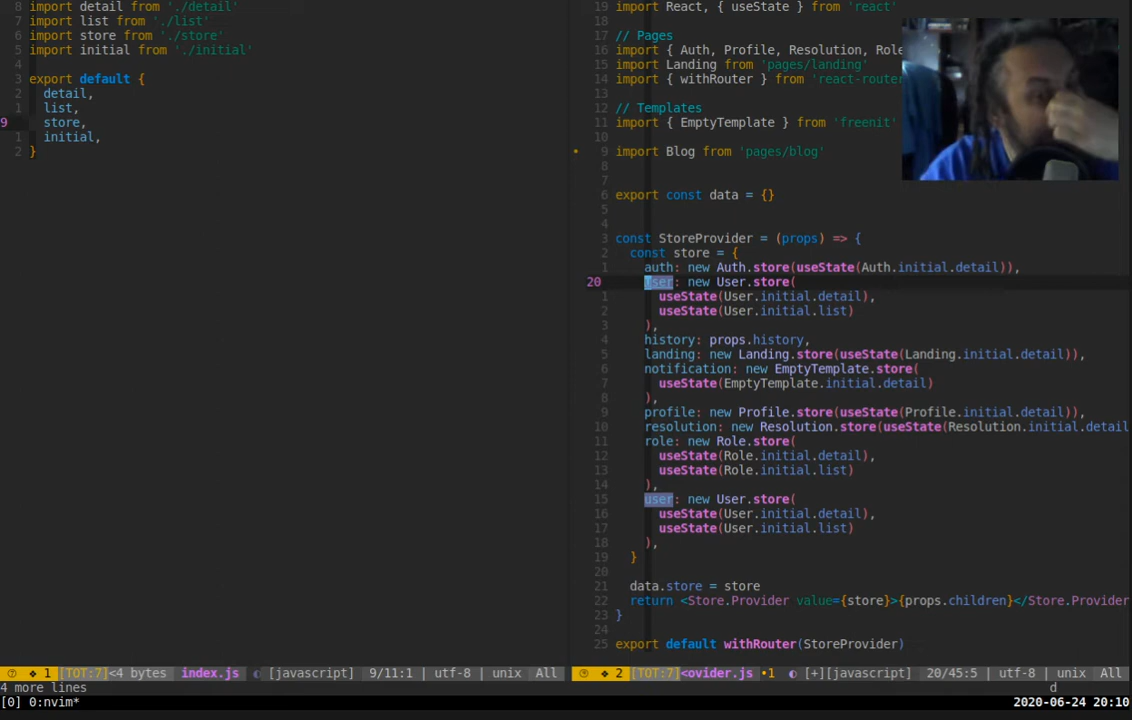 8 import detail from './detail'
7 import list from './list'
6 import store from './store'
5 import initial from './initial'
4
3 export default {
2 detail,
1 list,
9 store,
1 initial,
2 }
19 import React, { useState } from 'react'
18
17 // Pages
16 import { Auth, Profile, Resolution, Role
15 import Landing from 'pages/landing'
14 import { withRouter } from 'react-router
13
12 // Templates
11 import { EmptyTemplate } from 'freenit'
10
9 import Blog from 'pages/blog'
8
7
6 export const data = {}
5
4
3 const StoreProvider = (props) => {
2 const store = {
1 auth: new Auth.store(useState(Auth.initial.detail)),
20 user: new User.store(
1 useState(User.initial.detail),
2 useState(User.initial.list)
3 ),
4 history: props.history,
5 landing: new Landing.store(useState(Landing.initial.detail)),
6 notification: new EmptyTemplate.store(
7 useState(EmptyTemplate.initial.detail)
8 ),
9 profile: new Profile.store(useState(Profile.initial.detail)),
10 resolution: new Resolution.store(useState(Resolution.initial.detail
11 role: new Role.store(
12 useState(Role.initial.detail),
13 useState(Role.initial.list)
14 ),
15 user: new User.store(
16 useState(User.initial.detail),
17 useState(User.initial.list)
18 ),
19 }
20
21 data.store = store
22 return <Store.Provider value={store}>{props.children}</Store.Provider
23 }
24
25 export default withRouter(StoreProvider)
1 [TOT:7]<4 bytes index.js [javascript] 9/11:1 | utf-8 | unix All
2 [TOT:7]<ovider.js •1 [+][javascript] 20/45:5 | utf-8 | unix All
4 more lines d
[0] 0:nvim* 2020-06-24 20:10